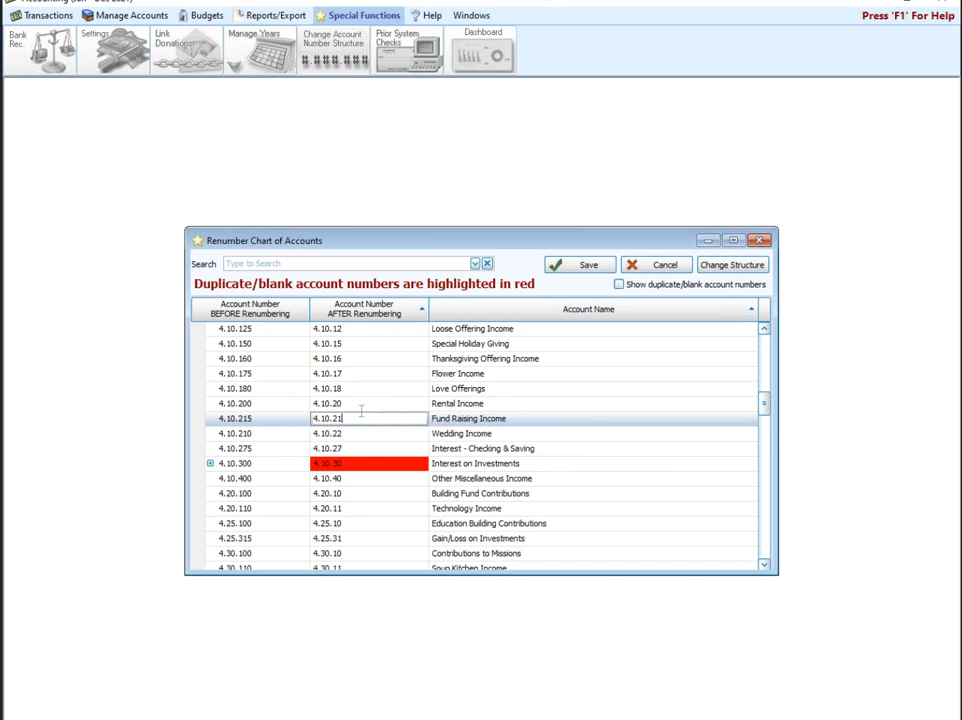 Transactions Manage Accounts Budgets Reports/Export Special Functions Help Windows Press 'F1' For Help
Bank Rec. Settings Link Donations Manage Years Change Account Number Structure Prior System Checks Dashboard
#.###.###
Renumber Chart of Accounts
Search Type to Search Save Cancel Change Structure
Duplicate/blank account numbers are highlighted in red Show duplicate/blank account numbers
Account Number BEFORE Renumbering Account Number AFTER Renumbering Account Name
4.10.125 4.10.12 Loose Offering Income
4.10.150 4.10.15 Special Holiday Giving
4.10.160 4.10.16 Thanksgiving Offering Income
4.10.175 4.10.17 Flower Income
4.10.180 4.10.18 Love Offerings
4.10.200 4.10.20 Rental Income
4.10.215 4.10.21 Fund Raising Income
4.10.210 4.10.22 Wedding Income
4.10.275 4.10.27 Interest - Checking & Saving
4.10.300 4.10.30 Interest on Investments
4.10.400 4.10.40 Other Miscellaneous Income
4.20.100 4.20.10 Building Fund Contributions
4.20.110 4.20.11 Technology Income
4.25.100 4.25.10 Education Building Contributions
4.25.315 4.25.31 Gain/Loss on Investments
4.30.100 4.30.10 Contributions to Missions
4.30.110 4.30.11 Soup Kitchen Income